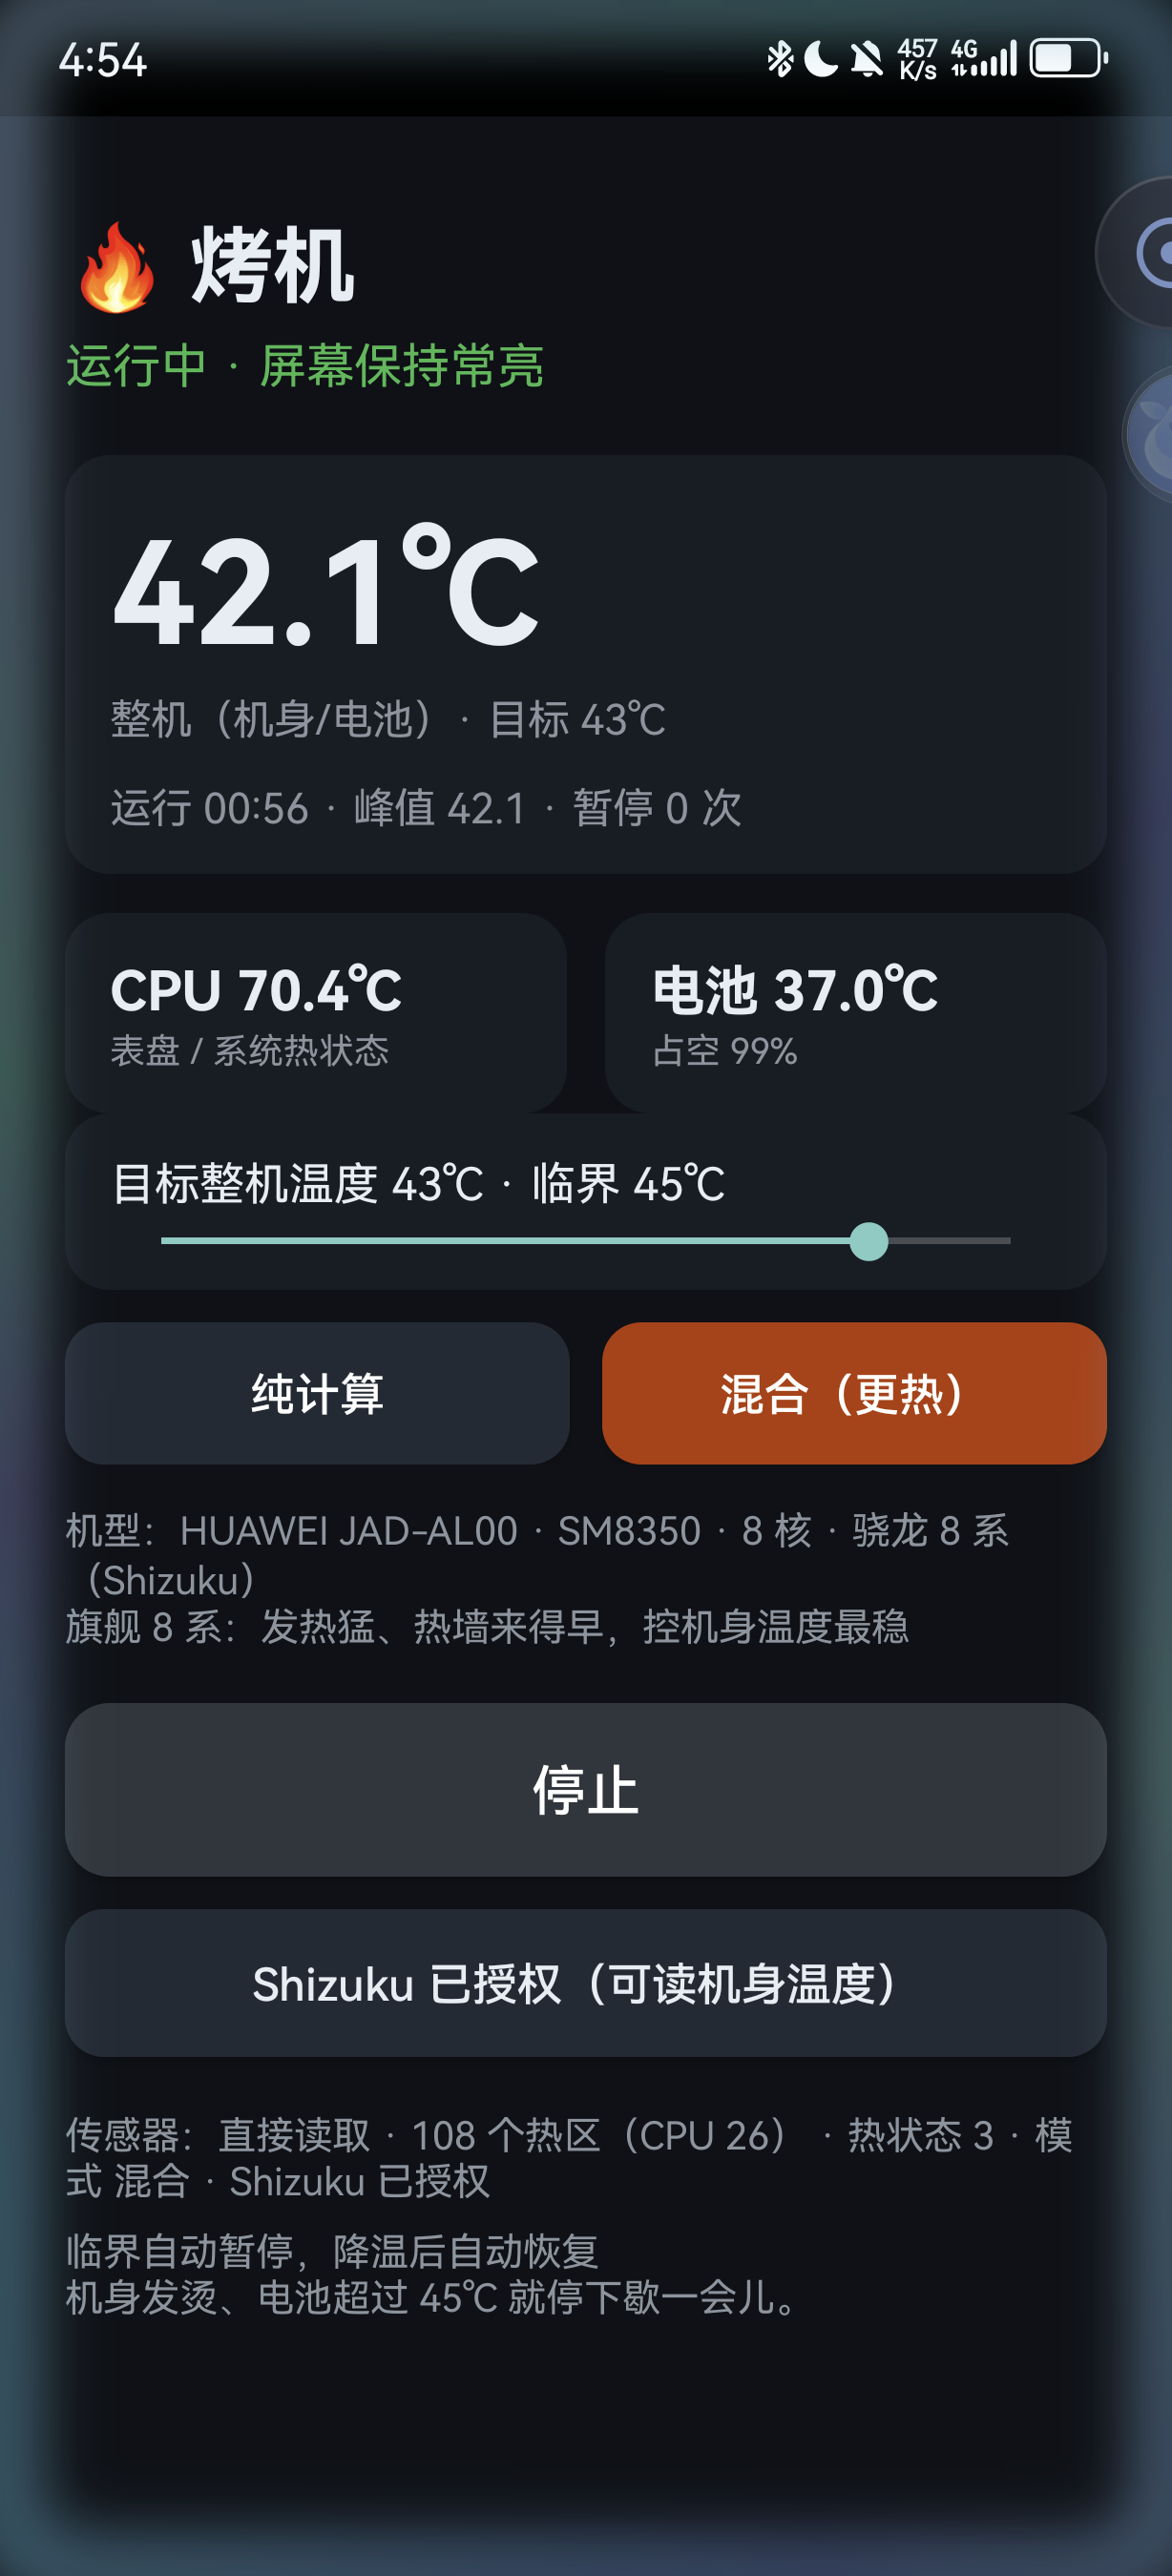 4:54
457 K/s 4G
🔥 烤机
运行中 · 屏幕保持常亮
42.1℃
整机（机身/电池） · 目标 43℃
运行 00:56 · 峰值 42.1 · 暂停 0 次
CPU 70.4℃
表盘 / 系统热状态
电池 37.0℃
占空 99%
目标整机温度 43℃ · 临界 45℃
纯计算
混合（更热）
机型：HUAWEI JAD-AL00 · SM8350 · 8 核 · 骁龙 8 系
（Shizuku）
旗舰 8 系：发热猛、热墙来得早，控机身温度最稳
停止
Shizuku 已授权（可读机身温度）
传感器：直接读取 · 108 个热区（CPU 26） · 热状态 3 · 模
式 混合 · Shizuku 已授权
临界自动暂停，降温后自动恢复
机身发烫、电池超过 45℃ 就停下歇一会儿。